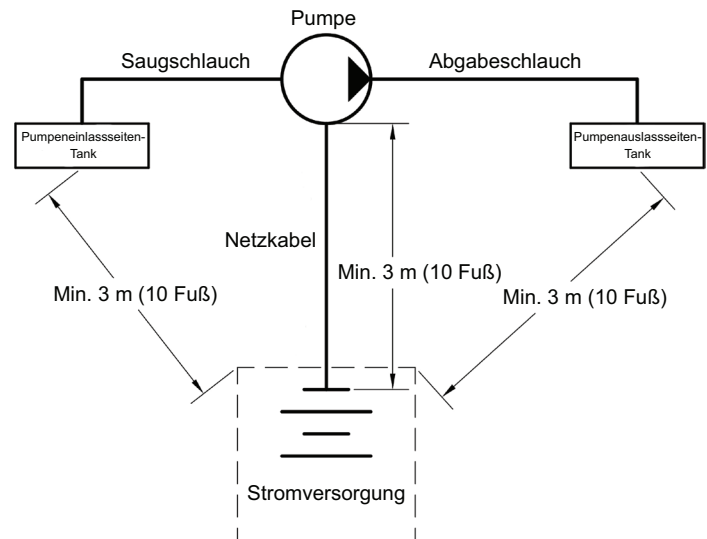 Pumpe
Saugschlauch
Abgabeschlauch
Pumpeneinlassseiten-
Tank
Pumpenauslassseiten-
Tank
Netzkabel
Min. 3 m (10 Fuß)
Min. 3 m (10 Fuß)
Min. 3 m (10 Fuß)
Stromversorgung